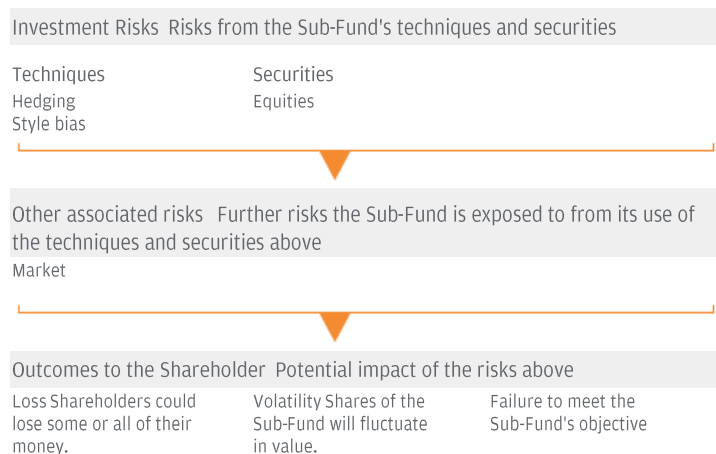 Investment Risks Risks from the Sub-Fund's techniques and securities
Techniques
Hedging
Style bias
Securities
Equities
Other associated risks Further risks the Sub-Fund is exposed to from its use of
the techniques and securities above
Market
Outcomes to the Shareholder Potential impact of the risks above
Loss Shareholders could
lose some or all of their
money.
Volatility Shares of the
Sub-Fund will fluctuate
in value.
Failure to meet the
Sub-Fund's objective